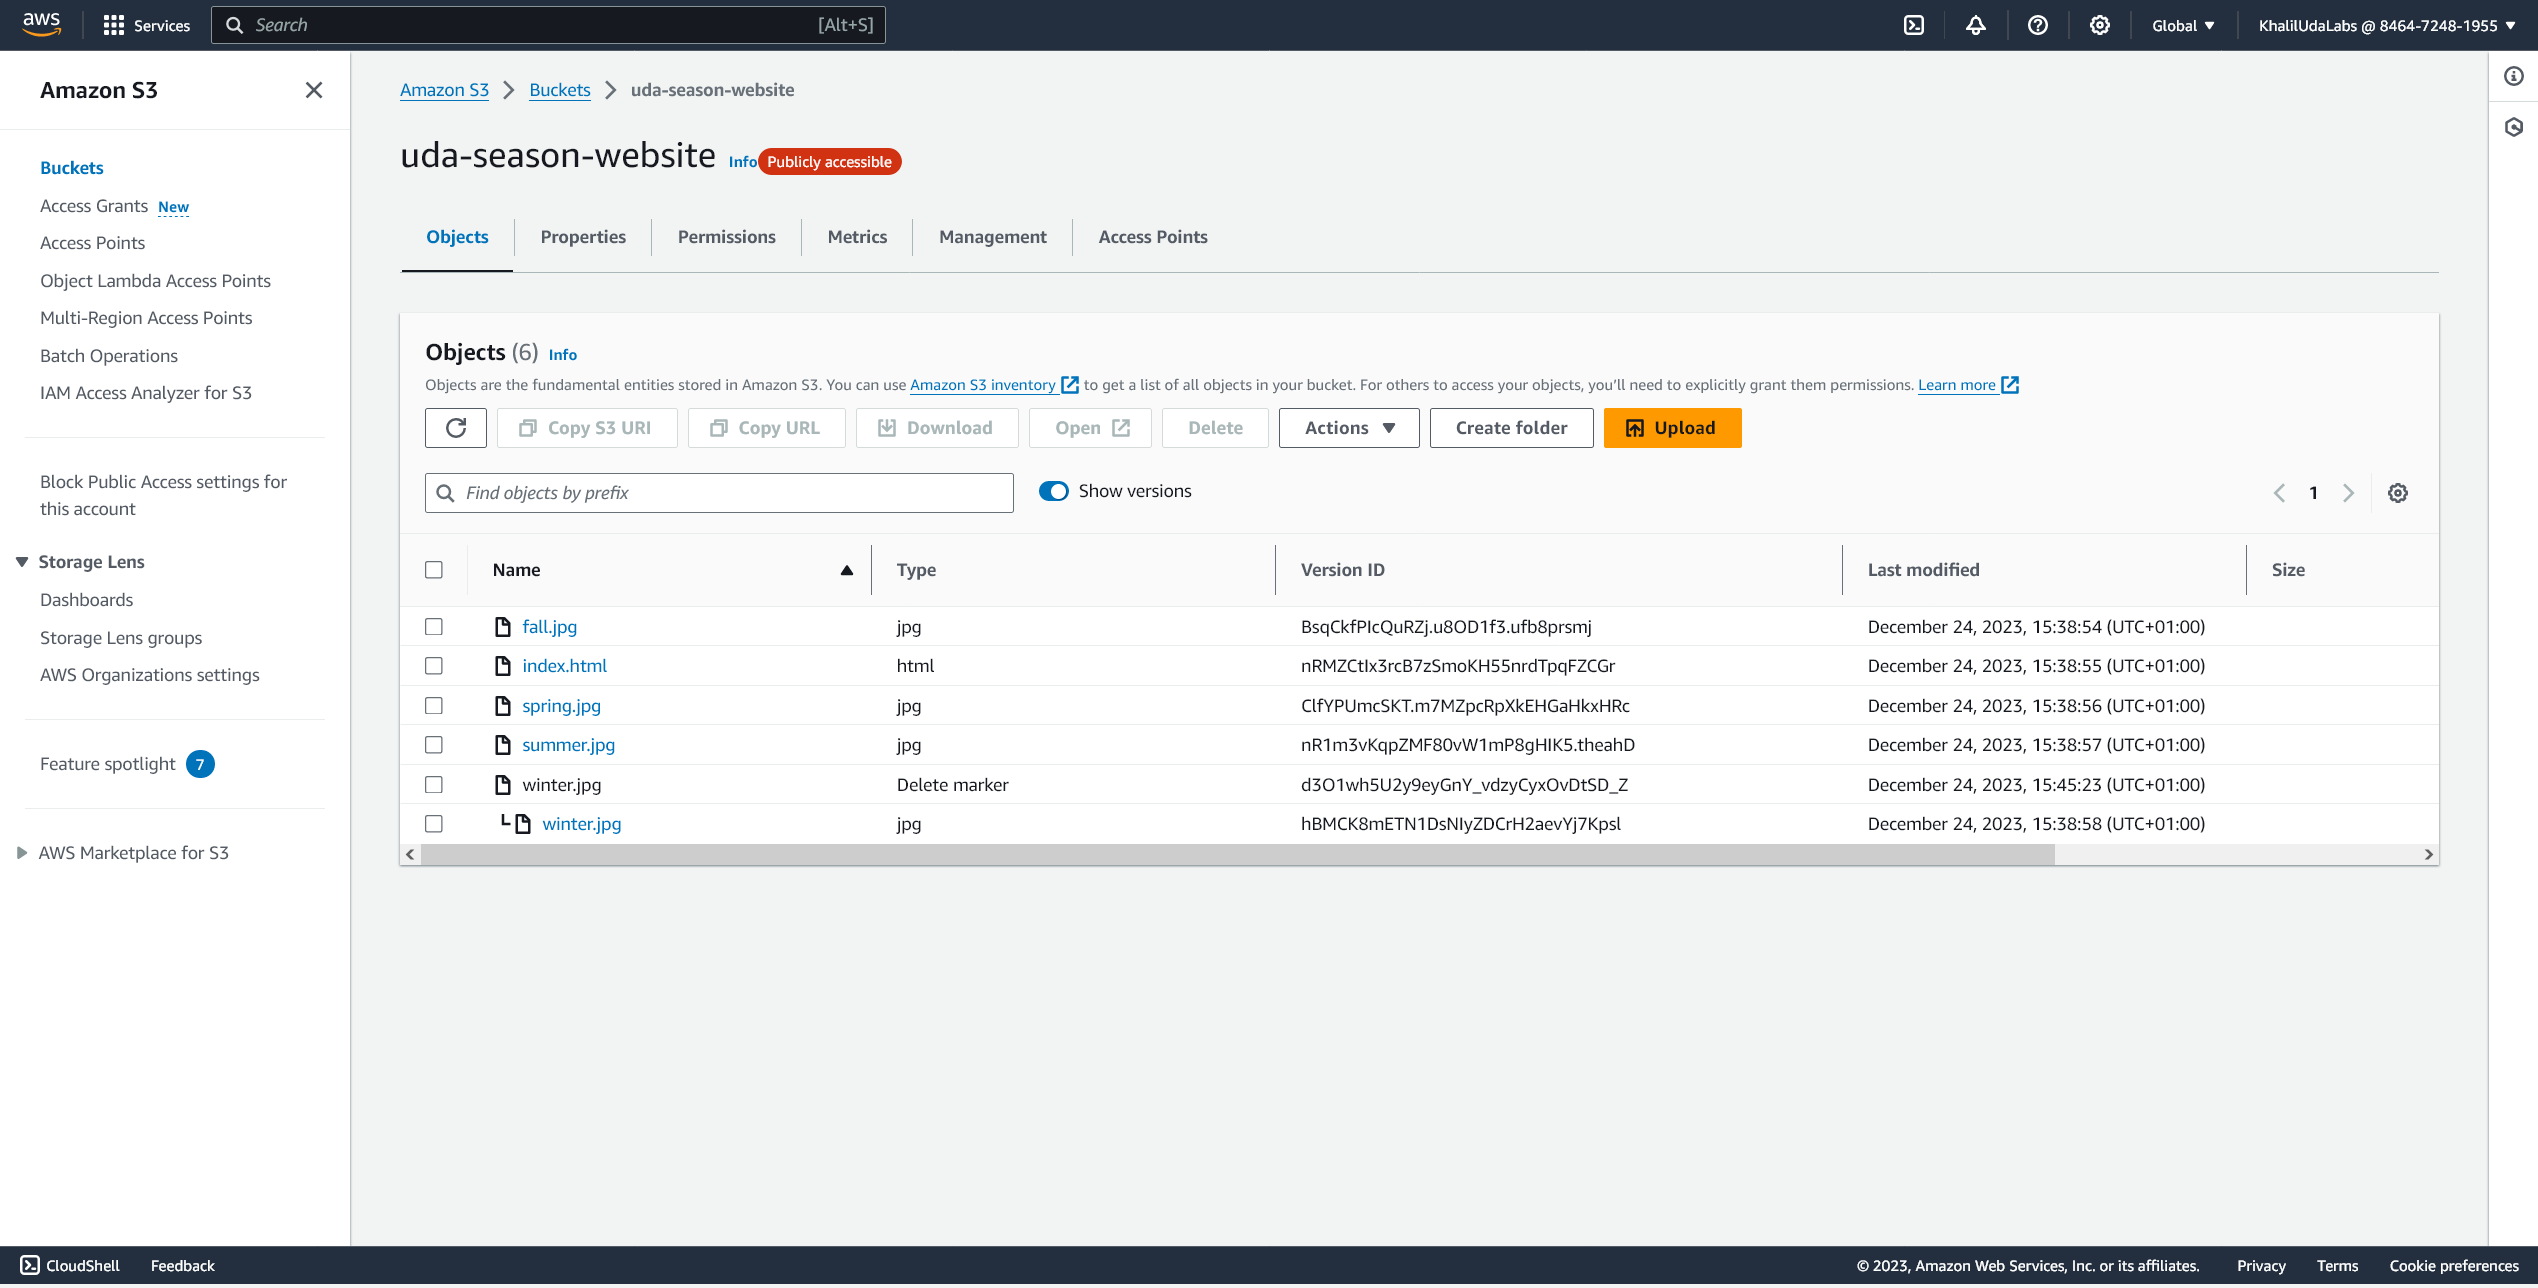 aws
Services
Search
[Alt+S]
Global
KhalilUdaLabs @ 8464-7248-1955
Amazon S3
Buckets
Access Grants New
Access Points
Object Lambda Access Points
Multi-Region Access Points
Batch Operations
IAM Access Analyzer for S3
Block Public Access settings for
this account
Storage Lens
Dashboards
Storage Lens groups
AWS Organizations settings
Feature spotlight 7
AWS Marketplace for S3
Amazon S3 Buckets uda-season-website
uda-season-website Info Publicly accessible
Objects Properties Permissions Metrics Management Access Points
Objects (6) Info
Objects are the fundamental entities stored in Amazon S3. You can use Amazon S3 inventory to get a list of all objects in your bucket. For others to access your objects, you'll need to explicitly grant them permissions. Learn more
Copy S3 URI Copy URL Download Open Delete Actions Create folder Upload
Find objects by prefix Show versions 1
Name Type Version ID Last modified Size
fall.jpg jpg BsqCkfPIcQuRZj.u8OD1f3.ufb8prsmj December 24, 2023, 15:38:54 (UTC+01:00)
index.html html nRMZCtIx3rcB7zSmoKH55nrdTpqFZCGr December 24, 2023, 15:38:55 (UTC+01:00)
spring.jpg jpg ClfYPUmcSKT.m7MZpcRpXkEHGaHkxHRc December 24, 2023, 15:38:56 (UTC+01:00)
summer.jpg jpg nR1m3vKqpZMF80vW1mP8gHIK5.theahD December 24, 2023, 15:38:57 (UTC+01:00)
winter.jpg Delete marker d3O1wh5U2y9eyGnY_vdzyCyxOvDtSD_Z December 24, 2023, 15:45:23 (UTC+01:00)
winter.jpg jpg hBMCK8mETN1DsNIyZDCrH2aevYj7Kpsl December 24, 2023, 15:38:58 (UTC+01:00)
CloudShell Feedback © 2023, Amazon Web Services, Inc. or its affiliates. Privacy Terms Cookie preferences